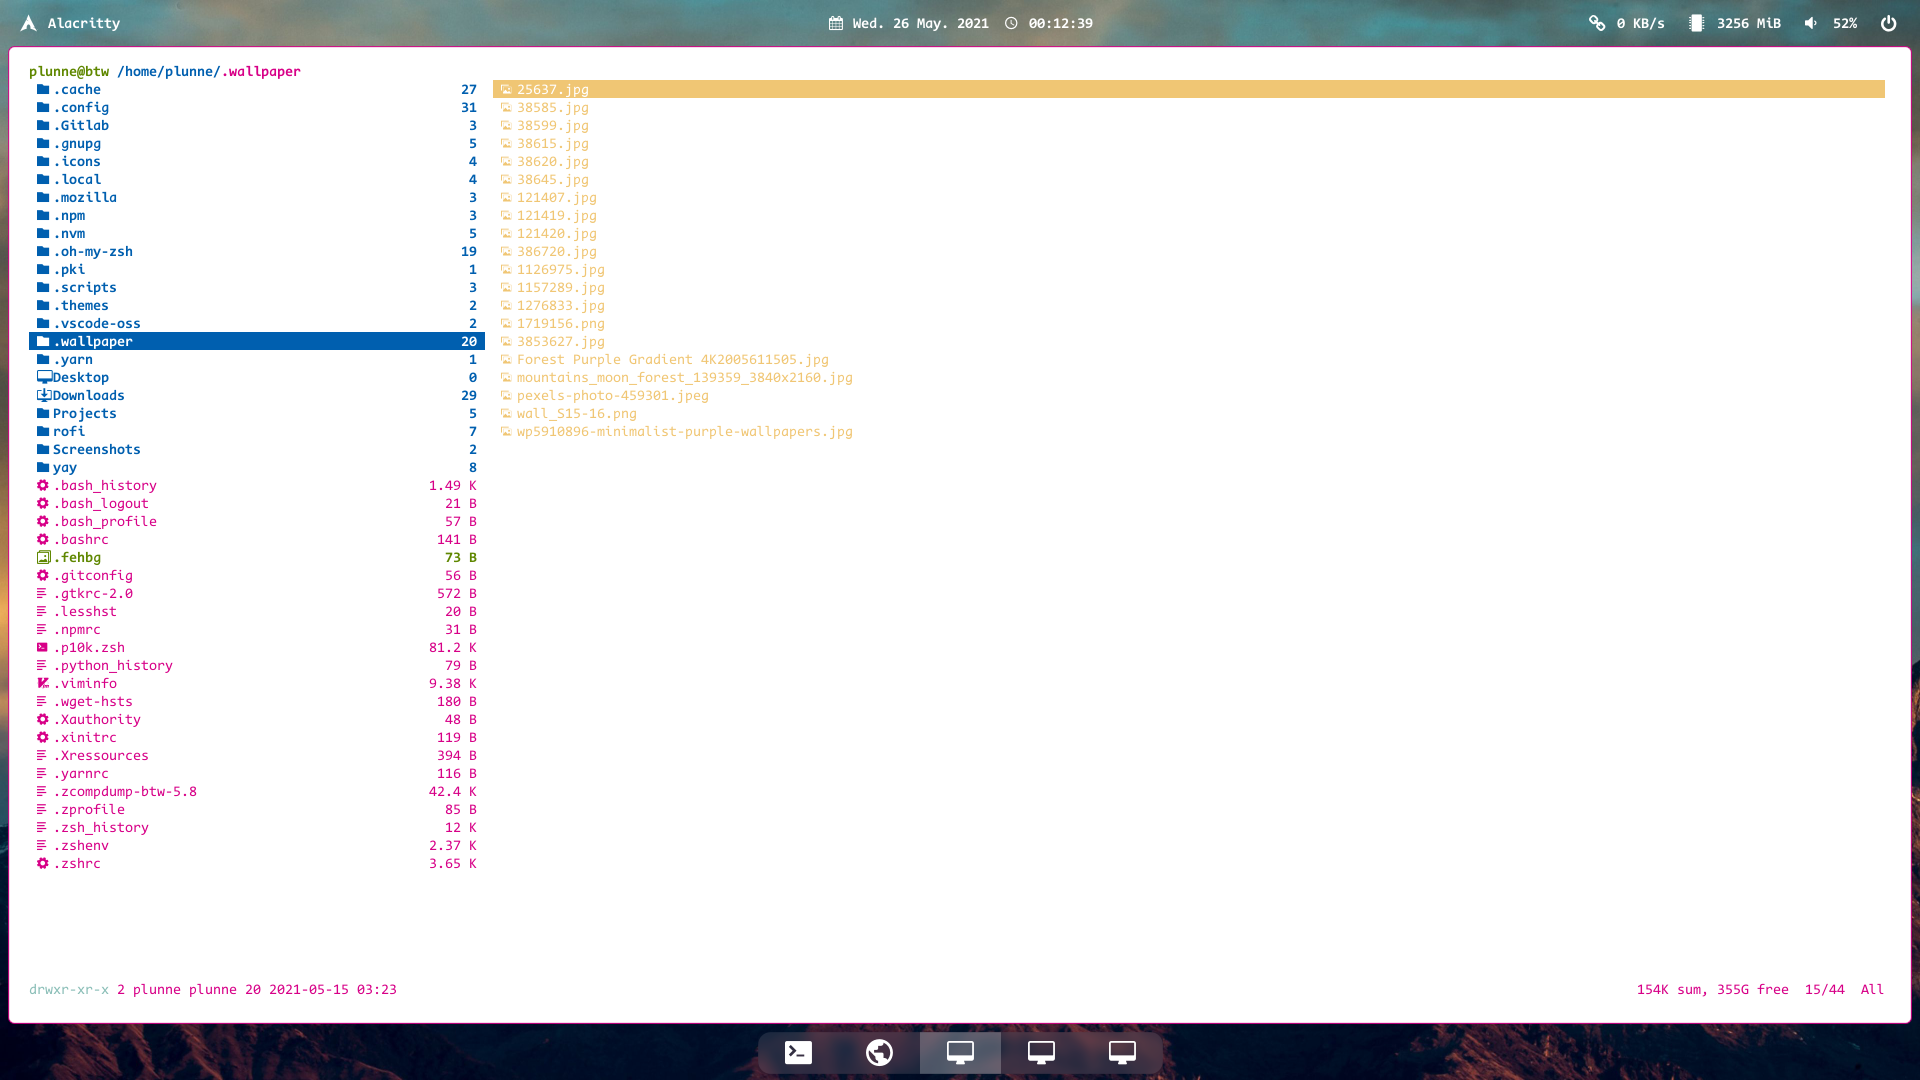 Alacritty
Wed. 26 May. 2021 00:12:39
0 KB/s 3256 MiB 52%
plunne@btw /home/plunne/.wallpaper
.cache 27
.config 31
.Gitlab 3
.gnupg 5
.icons 4
.local 4
.mozilla 3
.npm 3
.nvm 5
.oh-my-zsh 19
.pki 1
.scripts 3
.themes 2
.vscode-oss 2
.wallpaper 20
.yarn 1
Desktop 0
Downloads 29
Projects 5
rofi 7
Screenshots 2
yay 8
.bash_history 1.49 K
.bash_logout 21 B
.bash_profile 57 B
.bashrc 141 B
.fehbg 73 B
.gitconfig 56 B
.gtkrc-2.0 572 B
.lesshst 20 B
.npmrc 31 B
.p10k.zsh 81.2 K
.python_history 79 B
.viminfo 9.38 K
.wget-hsts 180 B
.Xauthority 48 B
.xinitrc 119 B
.Xressources 394 B
.yarnrc 116 B
.zcompdump-btw-5.8 42.4 K
.zprofile 85 B
.zsh_history 12 K
.zshenv 2.37 K
.zshrc 3.65 K
25637.jpg
38585.jpg
38599.jpg
38615.jpg
38620.jpg
38645.jpg
121407.jpg
121419.jpg
121420.jpg
386720.jpg
1126975.jpg
1157289.jpg
1276833.jpg
1719156.png
3853627.jpg
Forest Purple Gradient 4K2005611505.jpg
mountains_moon_forest_139359_3840x2160.jpg
pexels-photo-459301.jpeg
wall_S15-16.png
wp5910896-minimalist-purple-wallpapers.jpg
drwxr-xr-x 2 plunne plunne 20 2021-05-15 03:23
154K sum, 355G free 15/44 All